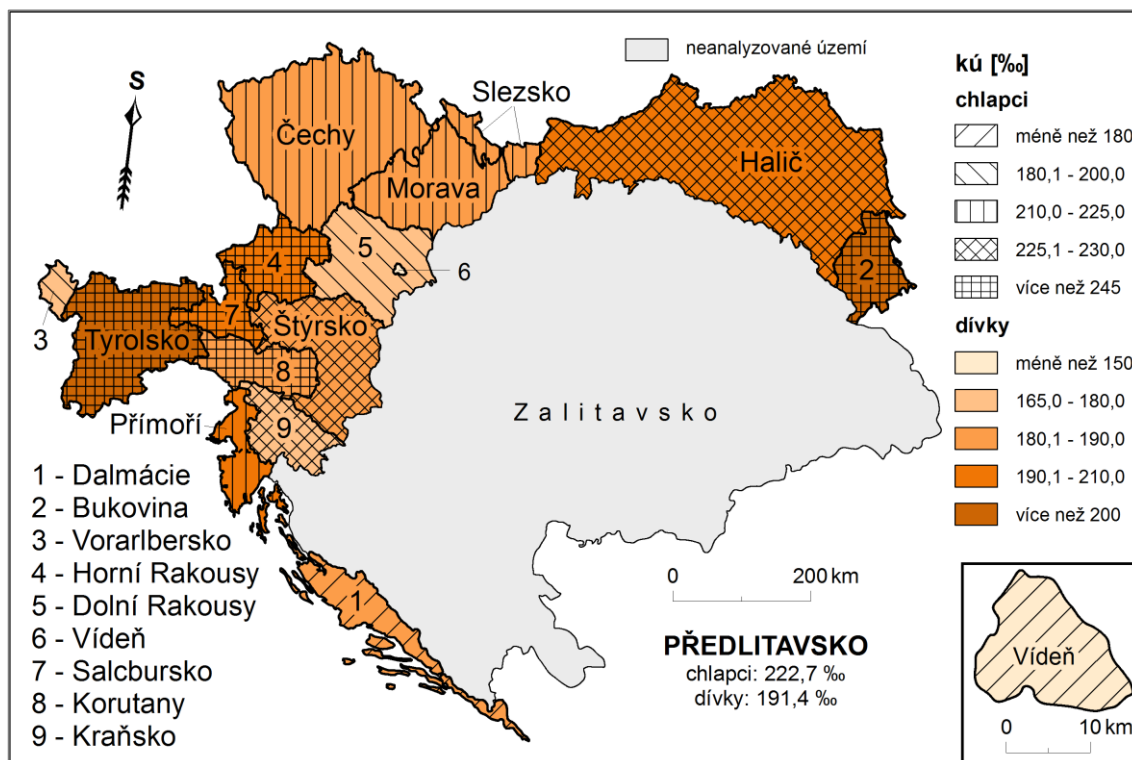 neanalyzované území
S
Slezsko
Čechy
Morava
Halič
5
6
4
2
3
Tyrolsko
7
Štýrsko
8
Přímoří
9
Zalitavsko
1
1 - Dalmácie
2 - Bukovina
3 - Vorarlbersko
4 - Horní Rakousy
5 - Dolní Rakousy
6 - Vídeň
7 - Salcbursko
8 - Korutany
9 - Kraňsko
0 200 km
PŘEDLITAVSKO
chlapci: 222,7 ‰
dívky: 191,4 ‰
kú [‰]
chlapci
méně než 180
180,1 - 200,0
210,0 - 225,0
225,1 - 230,0
více než 245
dívky
méně než 150
165,0 - 180,0
180,1 - 190,0
190,1 - 210,0
více než 200
Vídeň
0 10 km